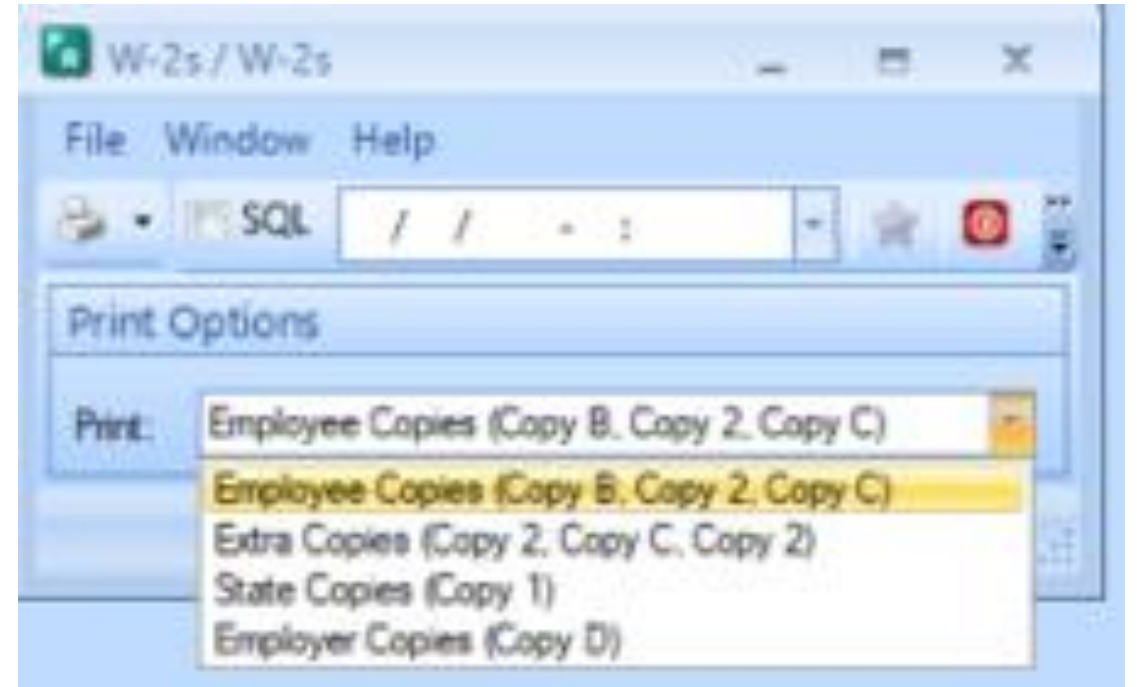 W-2s / W-2s
File Window Help
SQL / / - :
Print Options
Print: Employee Copies (Copy B, Copy 2, Copy C)
Employee Copies (Copy B, Copy 2, Copy C)
Extra Copies (Copy 2, Copy C, Copy 2)
State Copies (Copy 1)
Employer Copies (Copy D)